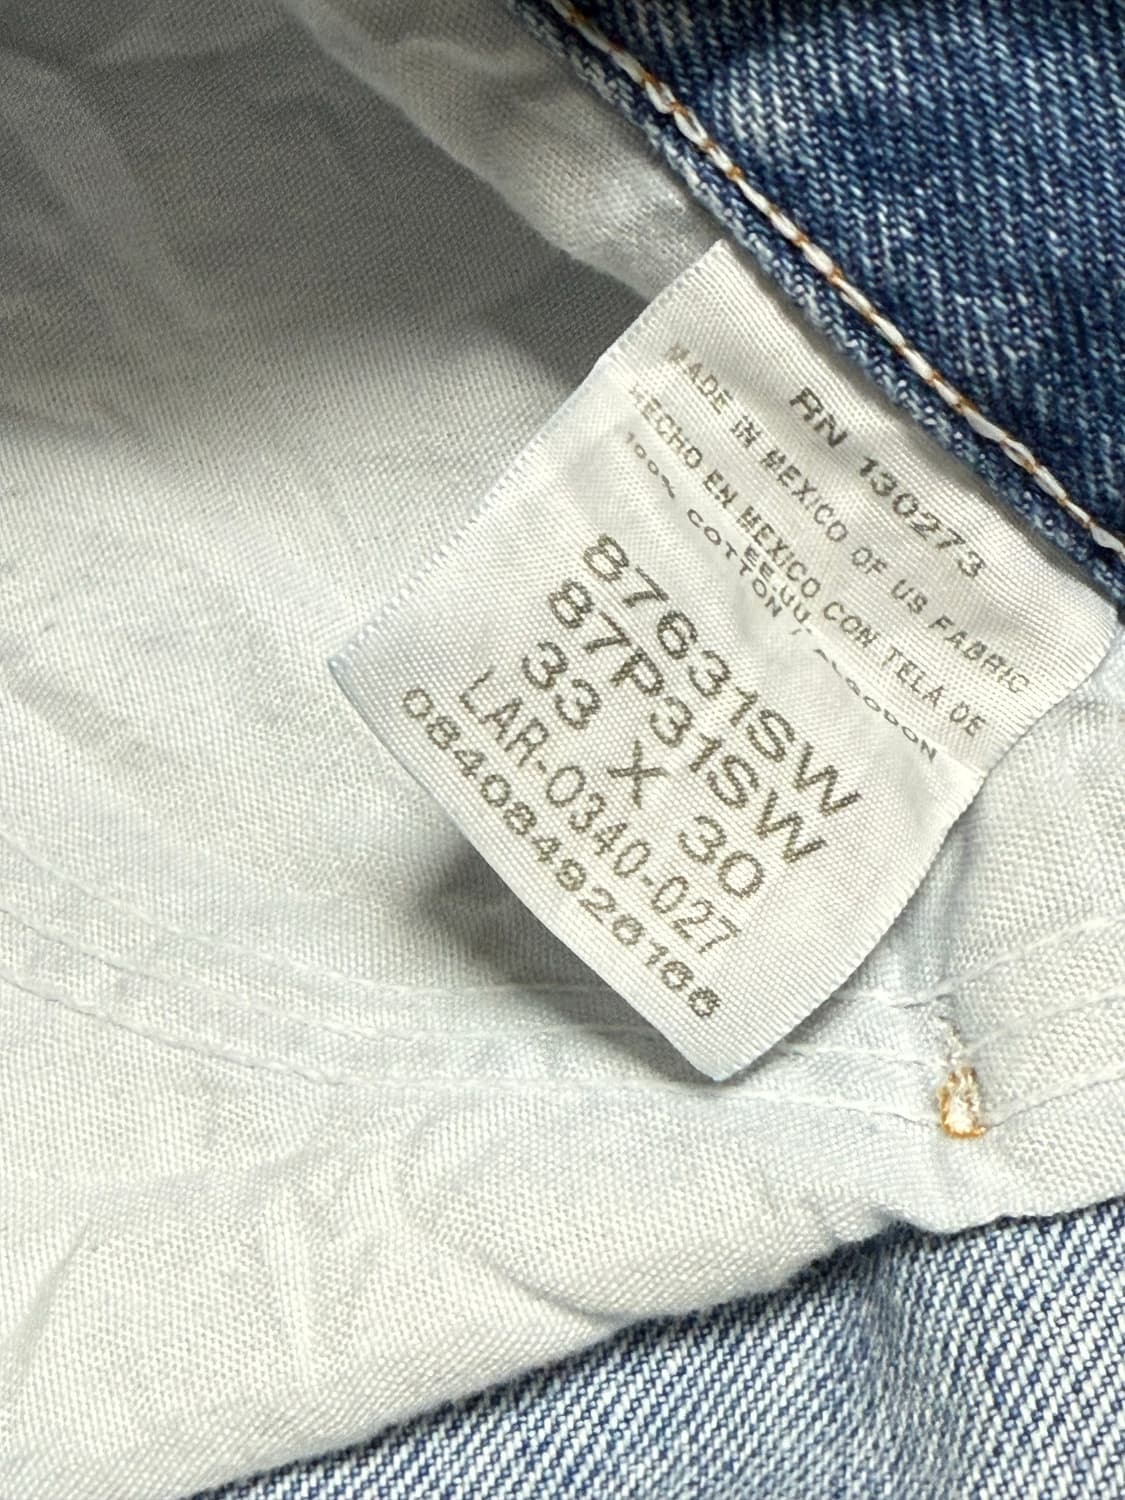 RN 130273
MADE IN MEXICO OF US FABRIC
HECHO EN MEXICO CON TELA DE
EE.UU.
100% COTTON / ALGODON
87631SW
87P31SW
33 X 30
LAR-0340-027